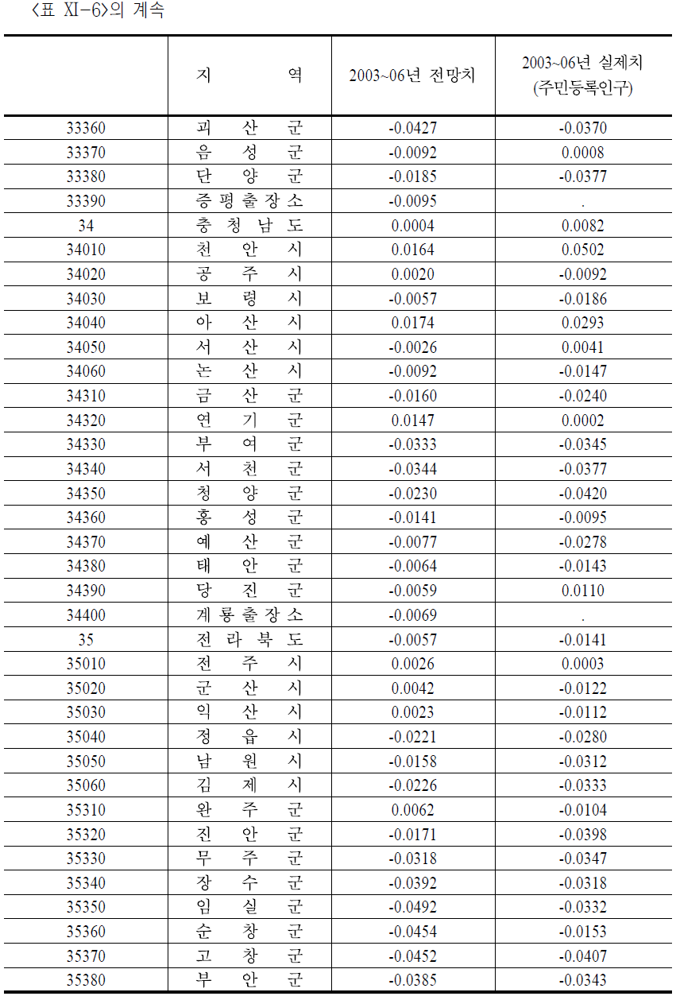 <표 XI-6>의 계속
지 역 2003~06년 전망치 2003~06년 실제치
(주민등록인구)
33360 괴 산 군 -0.0427 -0.0370
33370 음 성 군 -0.0092 0.0008
33380 단 양 군 -0.0185 -0.0377
33390 증평출장소 -0.0095 .
34 충 청 남 도 0.0004 0.0082
34010 천 안 시 0.0164 0.0502
34020 공 주 시 0.0020 -0.0092
34030 보 령 시 -0.0057 -0.0186
34040 아 산 시 0.0174 0.0293
34050 서 산 시 -0.0026 0.0041
34060 논 산 시 -0.0092 -0.0147
34310 금 산 군 -0.0160 -0.0240
34320 연 기 군 0.0147 0.0002
34330 부 여 군 -0.0333 -0.0345
34340 서 천 군 -0.0344 -0.0377
34350 청 양 군 -0.0230 -0.0420
34360 홍 성 군 -0.0141 -0.0095
34370 예 산 군 -0.0077 -0.0278
34380 태 안 군 -0.0064 -0.0143
34390 당 진 군 -0.0059 0.0110
34400 계룡출장소 -0.0069 .
35 전 라 북 도 -0.0057 -0.0141
35010 전 주 시 0.0026 0.0003
35020 군 산 시 0.0042 -0.0122
35030 익 산 시 0.0023 -0.0112
35040 정 읍 시 -0.0221 -0.0280
35050 남 원 시 -0.0158 -0.0312
35060 김 제 시 -0.0226 -0.0333
35310 완 주 군 0.0062 -0.0104
35320 진 안 군 -0.0171 -0.0398
35330 무 주 군 -0.0318 -0.0347
35340 장 수 군 -0.0392 -0.0318
35350 임 실 군 -0.0492 -0.0332
35360 순 창 군 -0.0454 -0.0153
35370 고 창 군 -0.0452 -0.0407
35380 부 안 군 -0.0385 -0.0343